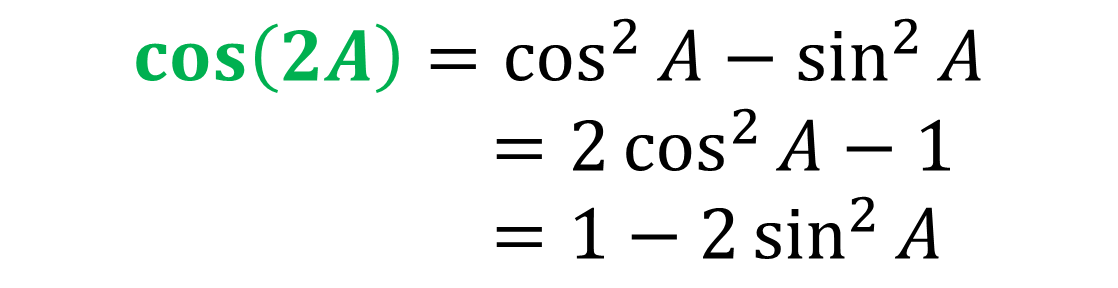 cos(2A) = cos² A − sin² A
= 2 cos² A − 1
= 1 − 2 sin² A